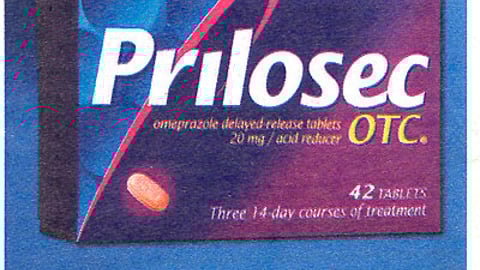 Prilosec
omeprazole delayed-release tablets
20 mg / acid reducer
OTC®
42 TABLETS
Three 14-day courses of treatment